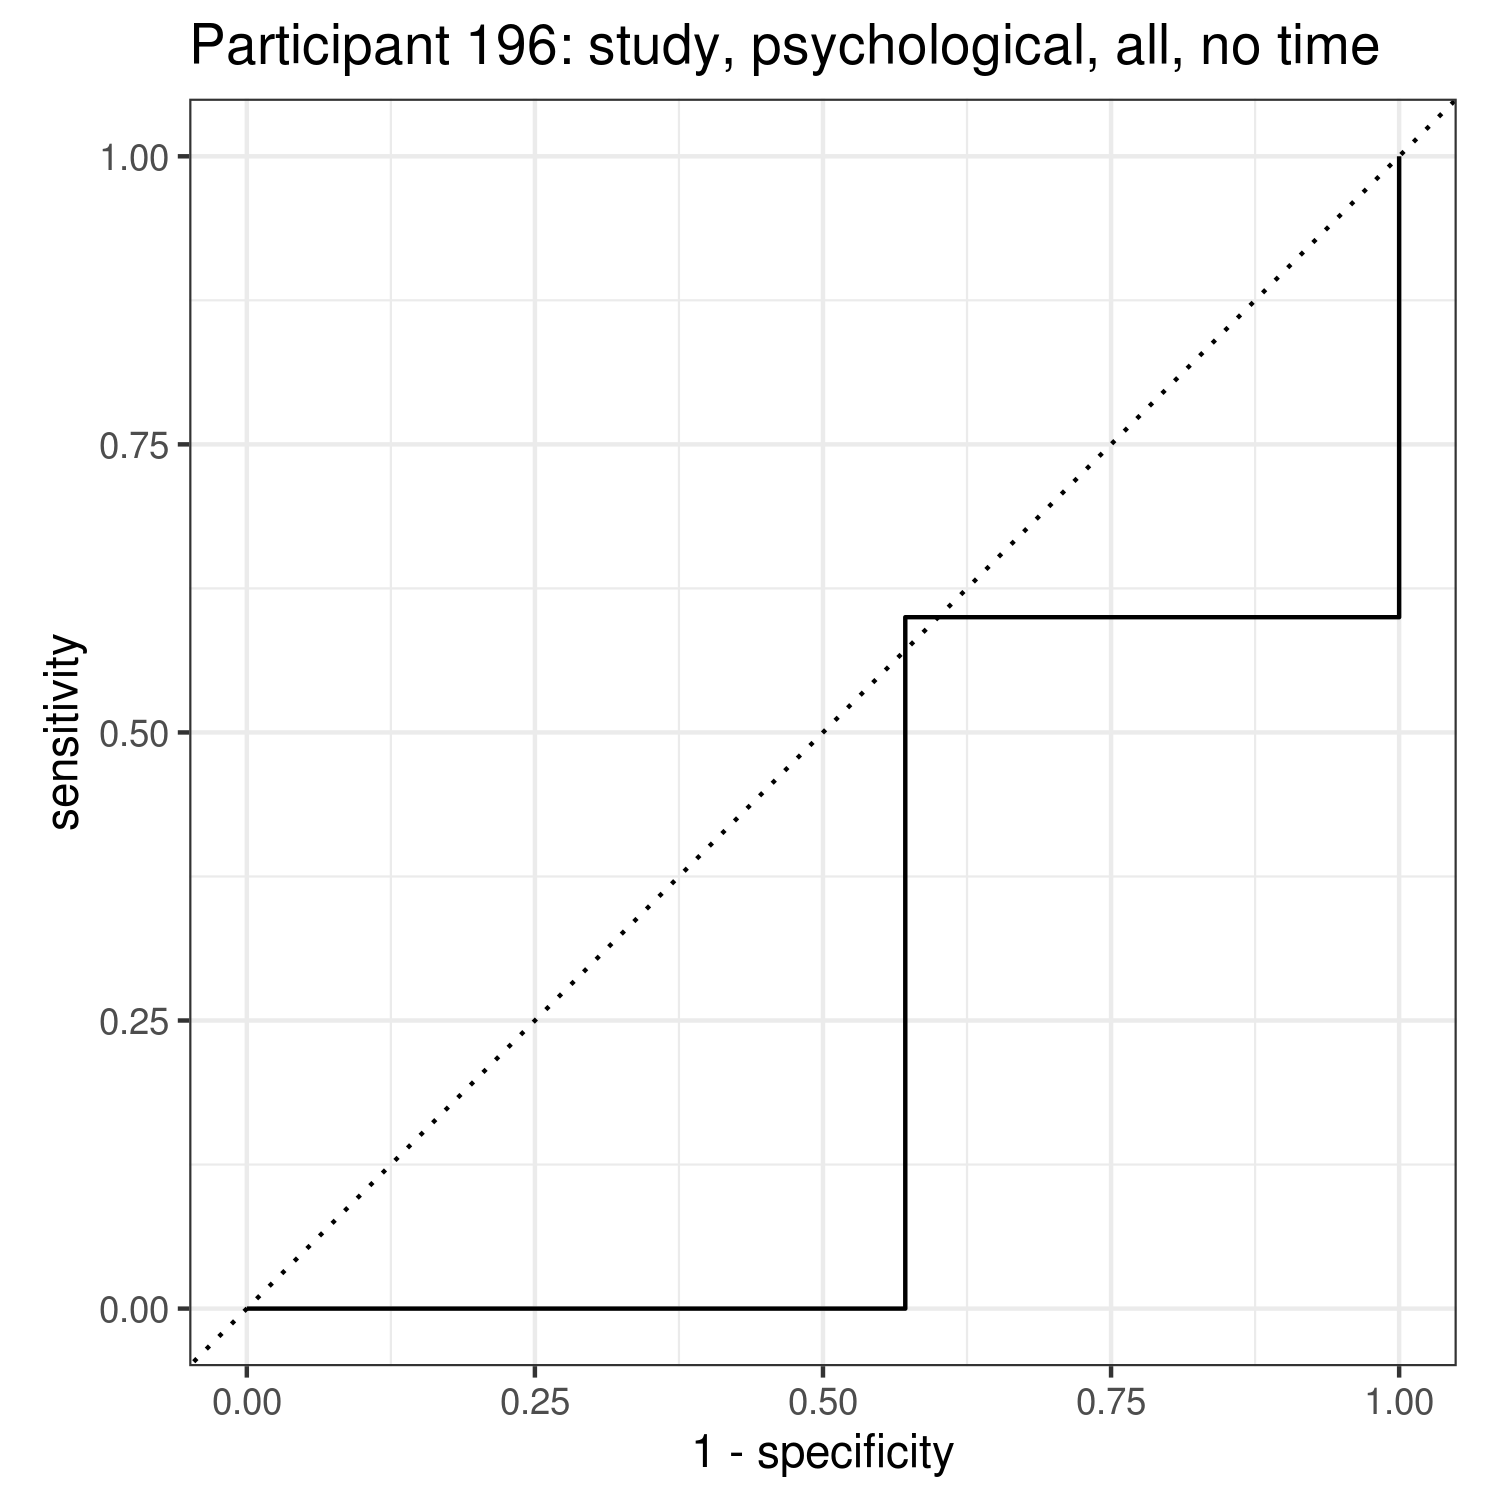 Participant 196: study, psychological, all, no time
1.00
0.75
0.50
0.25
0.00
sensitivity
0.00 0.25 0.50 0.75 1.00
1 - specificity